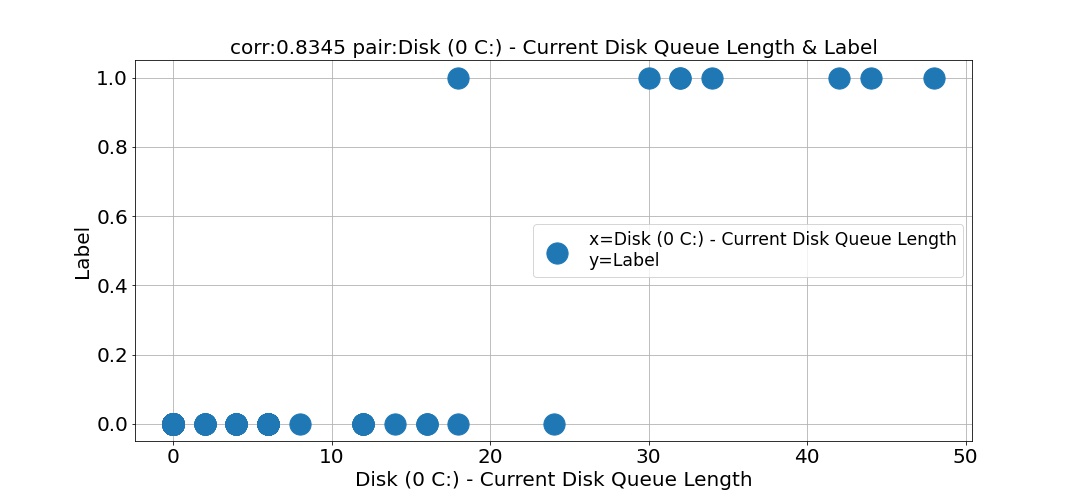 corr:0.8345 pair:Disk (0 C:) - Current Disk Queue Length & Label
1.0
0.8
0.6
0.4
0.2
0.0
Label
x=Disk (0 C:) - Current Disk Queue Length
y=Label
0 10 20 30 40 50
Disk (0 C:) - Current Disk Queue Length